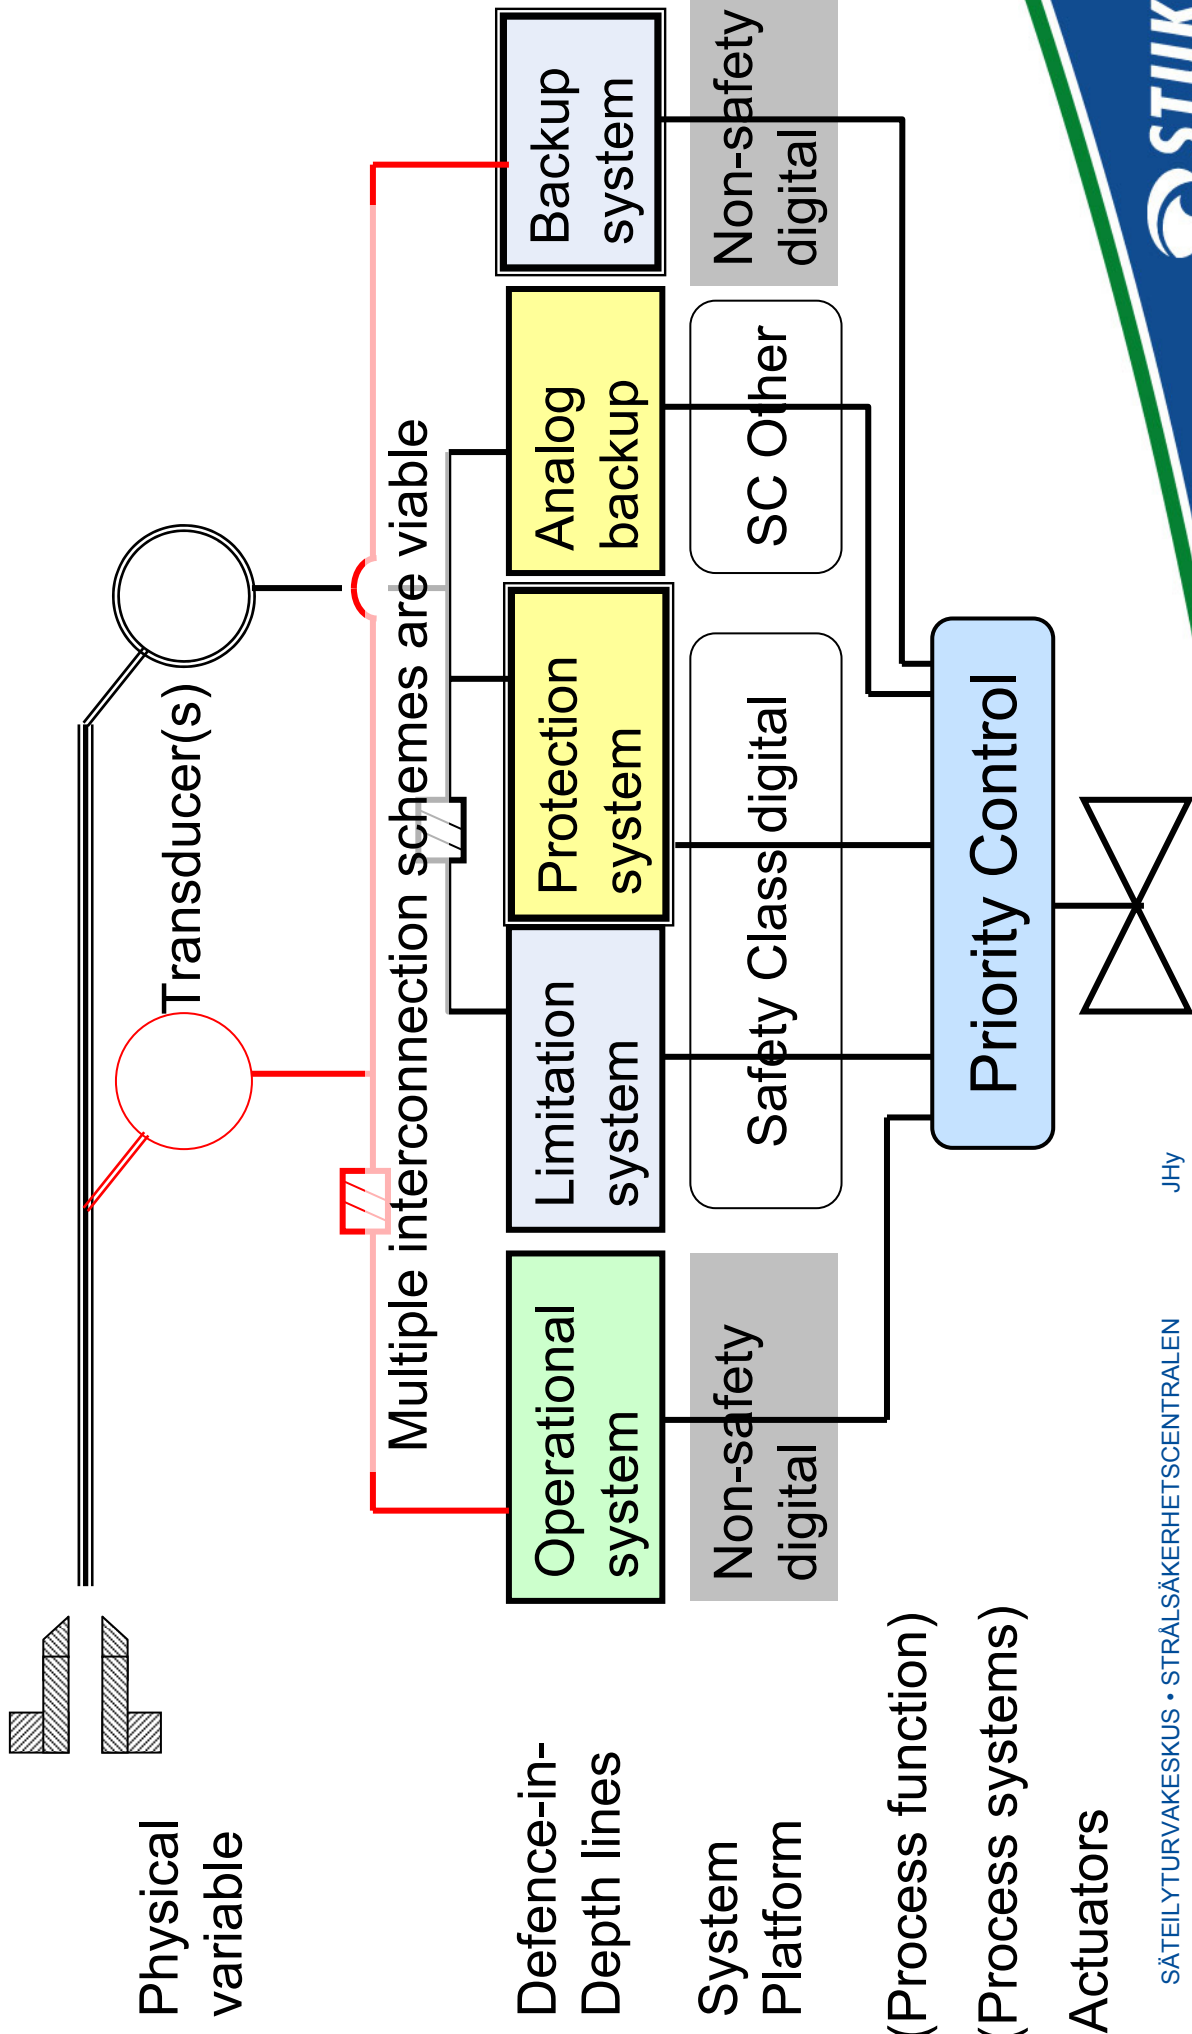 Physical
variable
Transducer(s)
Multiple interconnection schemes are viable
Defence-in-
Depth lines
Operational
system
Limitation
system
Protection
system
Analog
backup
Backup
system
System
Platform
Non-safety
digital
Safety Class digital
SC Other
Non-safety
digital
(Process function)
(Process systems)
Priority Control
Actuators
SÄTEILYTURVAKESKUS • STRÅLSÄKERHETSCENTRALEN
JHy
STUK